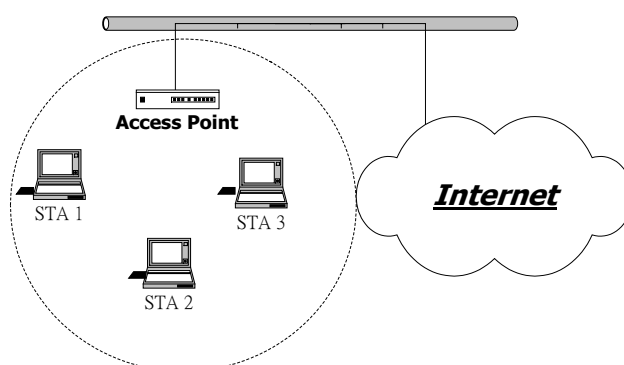 Access Point
STA 1
STA 3
Internet
STA 2